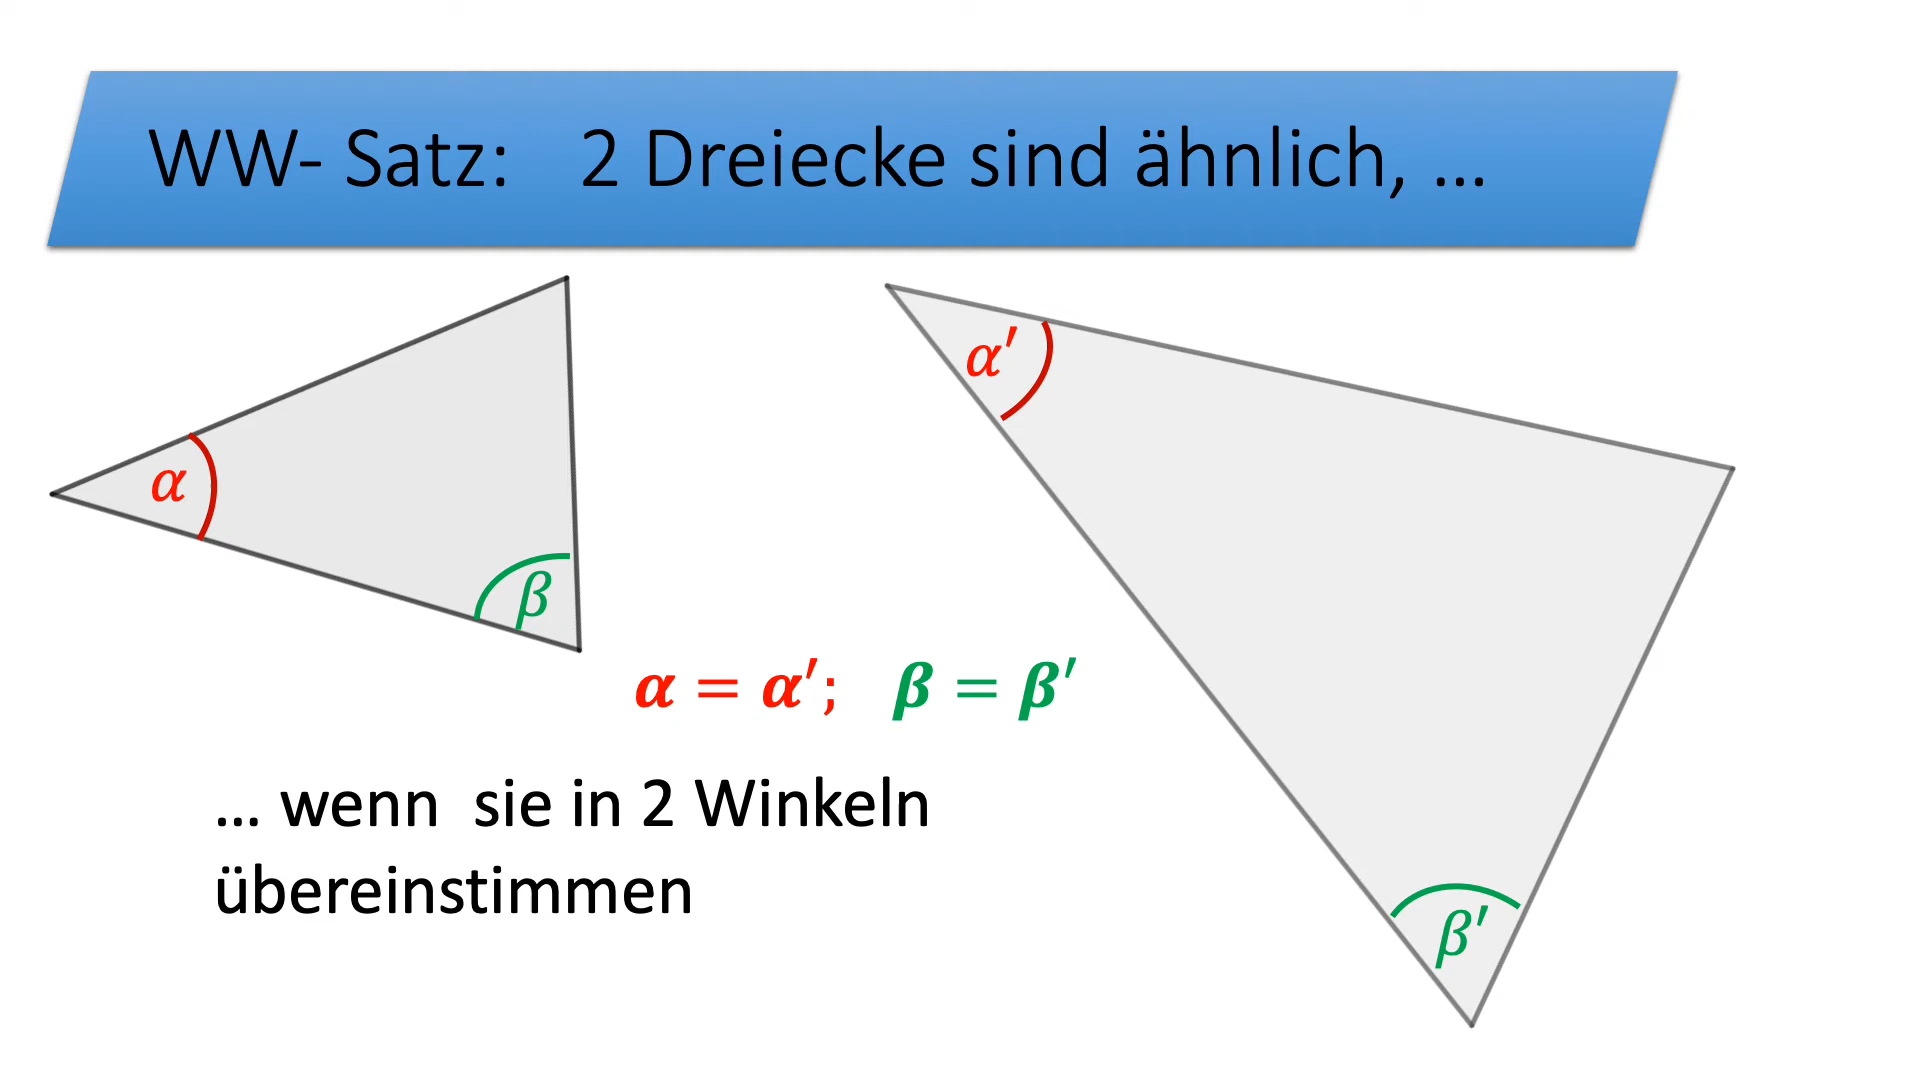 WW- Satz: 2 Dreiecke sind ähnlich, ...
α
α′
β
α = α′; β = β′
... wenn sie in 2 Winkeln
übereinstimmen
β′